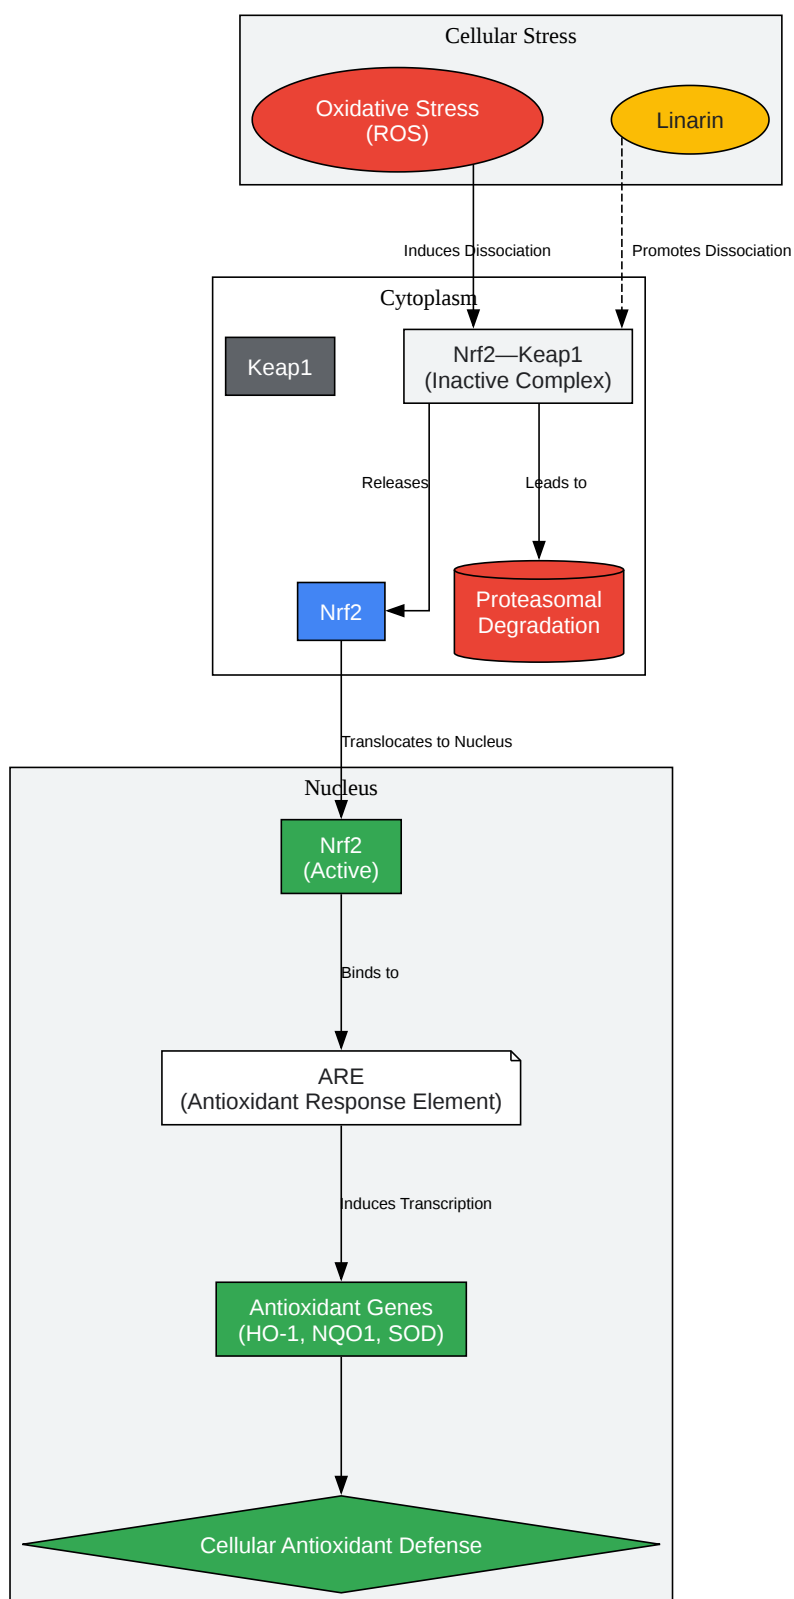 Cellular Stress
Oxidative Stress
(ROS)
Linarin
Induces Dissociation
Promotes Dissociation
Cytoplasm
Keap1
Nrf2—Keap1
(Inactive Complex)
Releases
Leads to
Nrf2
Proteasomal
Degradation
Translocates to Nucleus
Nucleus
Nrf2
(Active)
Binds to
ARE
(Antioxidant Response Element)
Induces Transcription
Antioxidant Genes
(HO-1, NQO1, SOD)
Cellular Antioxidant Defense